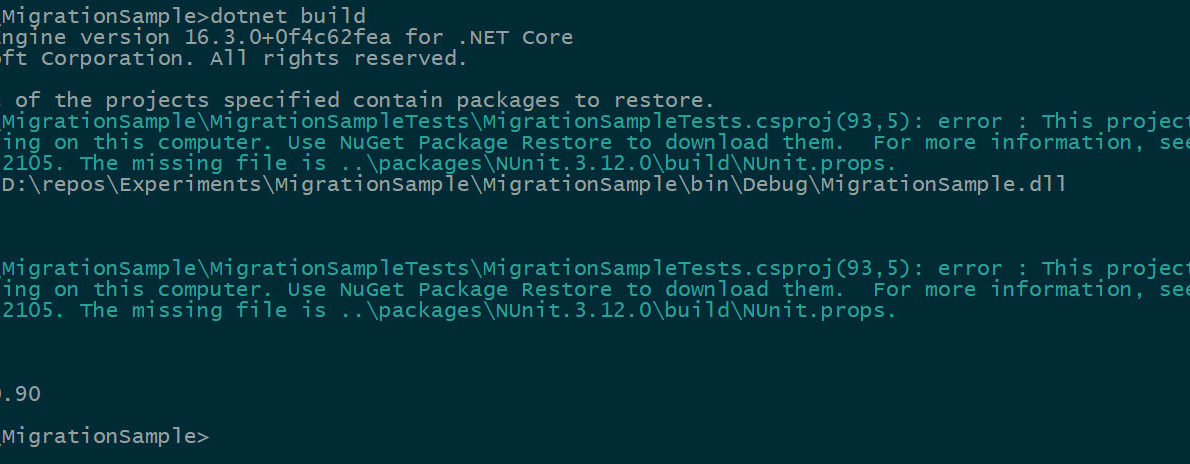 \MigrationSample>dotnet build
ngine version 16.3.0+0f4c62fea for .NET Core
oft Corporation. All rights reserved.
of the projects specified contain packages to restore.
\MigrationSample\MigrationSampleTests\MigrationSampleTests.csproj(93,5): error : This project
ing on this computer. Use NuGet Package Restore to download them.  For more information, see
2105. The missing file is ..\packages\NUnit.3.12.0\build\NUnit.props.
D:\repos\Experiments\MigrationSample\MigrationSample\bin\Debug\MigrationSample.dll
\MigrationSample\MigrationSampleTests\MigrationSampleTests.csproj(93,5): error : This project
ing on this computer. Use NuGet Package Restore to download them.  For more information, see
2105. The missing file is ..\packages\NUnit.3.12.0\build\NUnit.props.
.90
\MigrationSample>